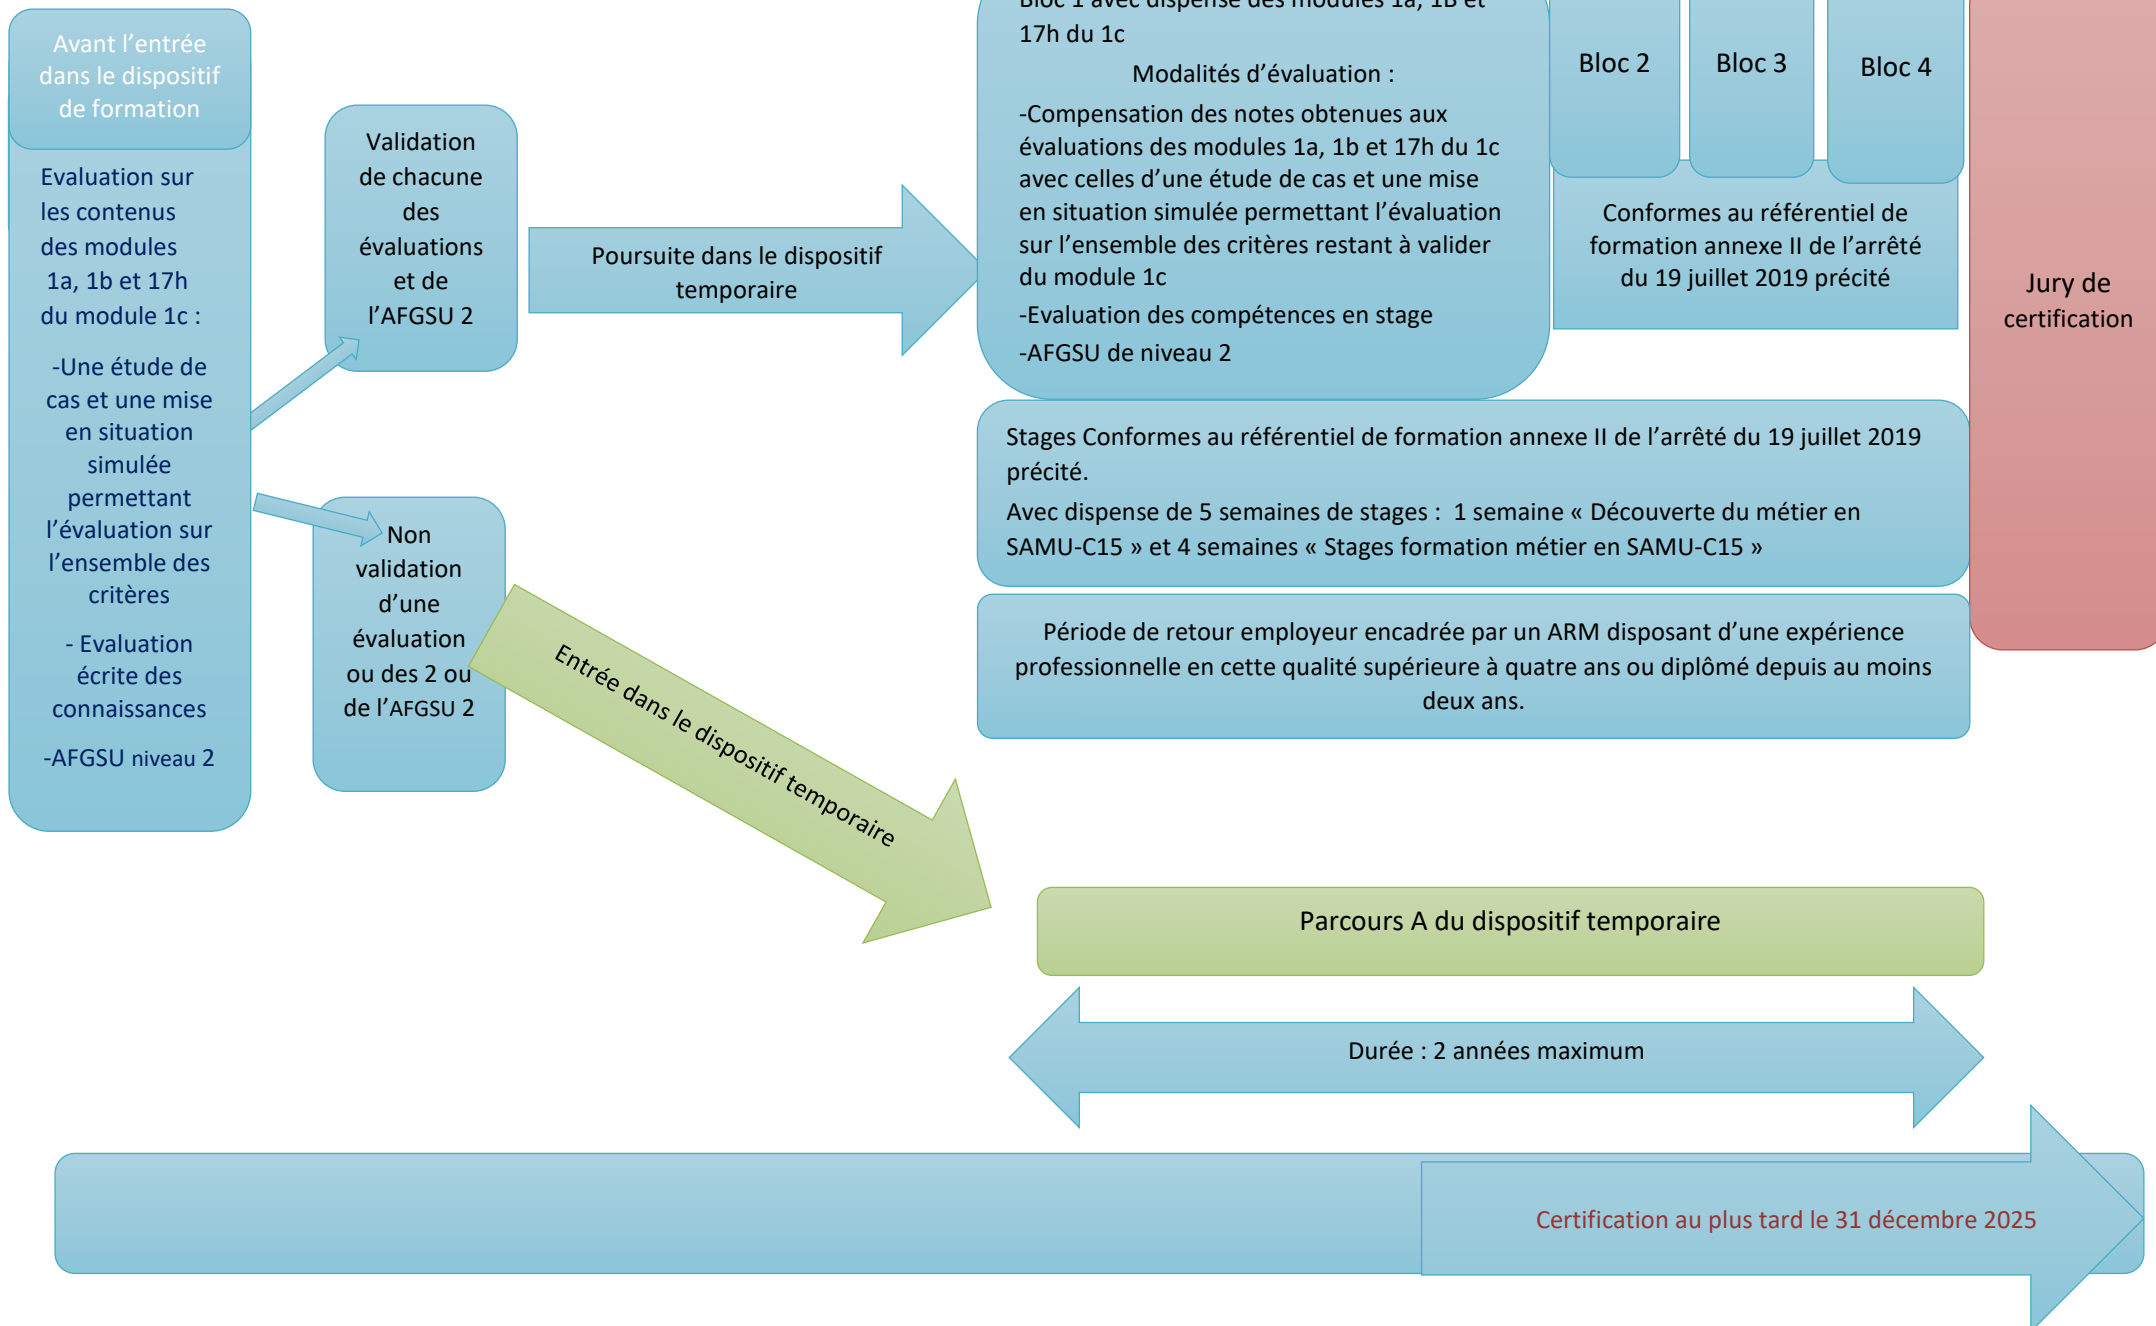 Avant l’entrée
dans le dispositif
de formation
Evaluation sur
les contenus
des modules
1a, 1b et 17h
du module 1c :
-Une étude de
cas et une mise
en situation
simulée
permettant
l’évaluation sur
l’ensemble des
critères
- Evaluation
écrite des
connaissances
-AFGSU niveau 2
Validation
de chacune
des
évaluations
et de
l’AFGSU 2
Non
validation
d’une
évaluation
ou des 2 ou
de l’AFGSU 2
Poursuite dans le dispositif
temporaire
Entrée dans le dispositif temporaire
Bloc 1 avec dispense des modules 1a, 1B et
17h du 1c
Modalités d’évaluation :
-Compensation des notes obtenues aux
évaluations des modules 1a, 1b et 17h du 1c
avec celles d’une étude de cas et une mise
en situation simulée permettant l’évaluation
sur l’ensemble des critères restant à valider
du module 1c
-Evaluation des compétences en stage
-AFGSU de niveau 2
Bloc 2
Bloc 3
Bloc 4
Conformes au référentiel de
formation annexe II de l’arrêté
du 19 juillet 2019 précité
Jury de
certification
Stages Conformes au référentiel de formation annexe II de l’arrêté du 19 juillet 2019
précité.
Avec dispense de 5 semaines de stages : 1 semaine « Découverte du métier en
SAMU-C15 » et 4 semaines « Stages formation métier en SAMU-C15 »
Période de retour employeur encadrée par un ARM disposant d’une expérience
professionnelle en cette qualité supérieure à quatre ans ou diplômé depuis au moins
deux ans.
Parcours A du dispositif temporaire
Durée : 2 années maximum
Certification au plus tard le 31 décembre 2025